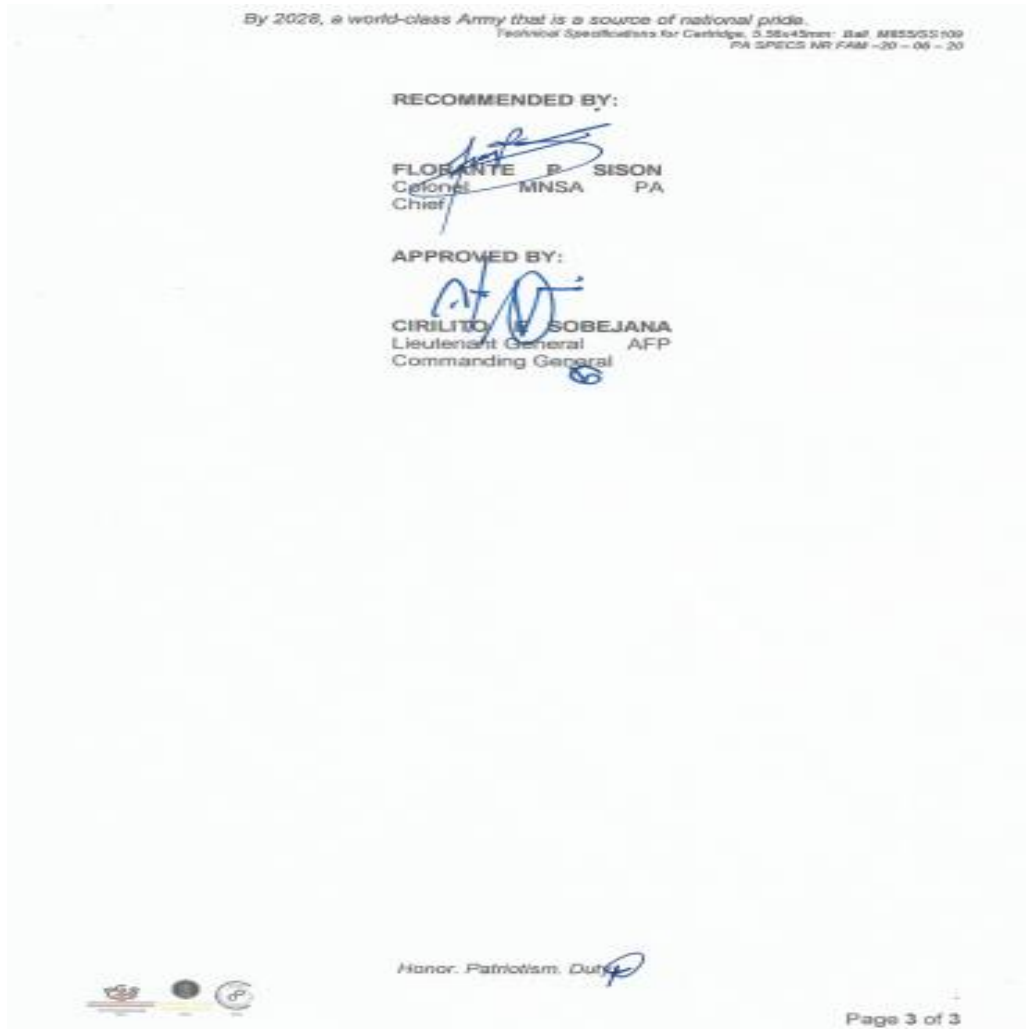 By 2028, a world-class Army that is a source of national pride.
Technical Specifications for Cartridge, 5.56x45mm: Ball, M855/SS109
PA SPECS NR FAM –20 – 06 – 20
RECOMMENDED BY:
FLORANTE P SISON
Colonel MNSA PA
Chief
APPROVED BY:
CIRILITO E SOBEJANA
Lieutenant General AFP
Commanding General
Honor. Patriotism. Duty
Page 3 of 3